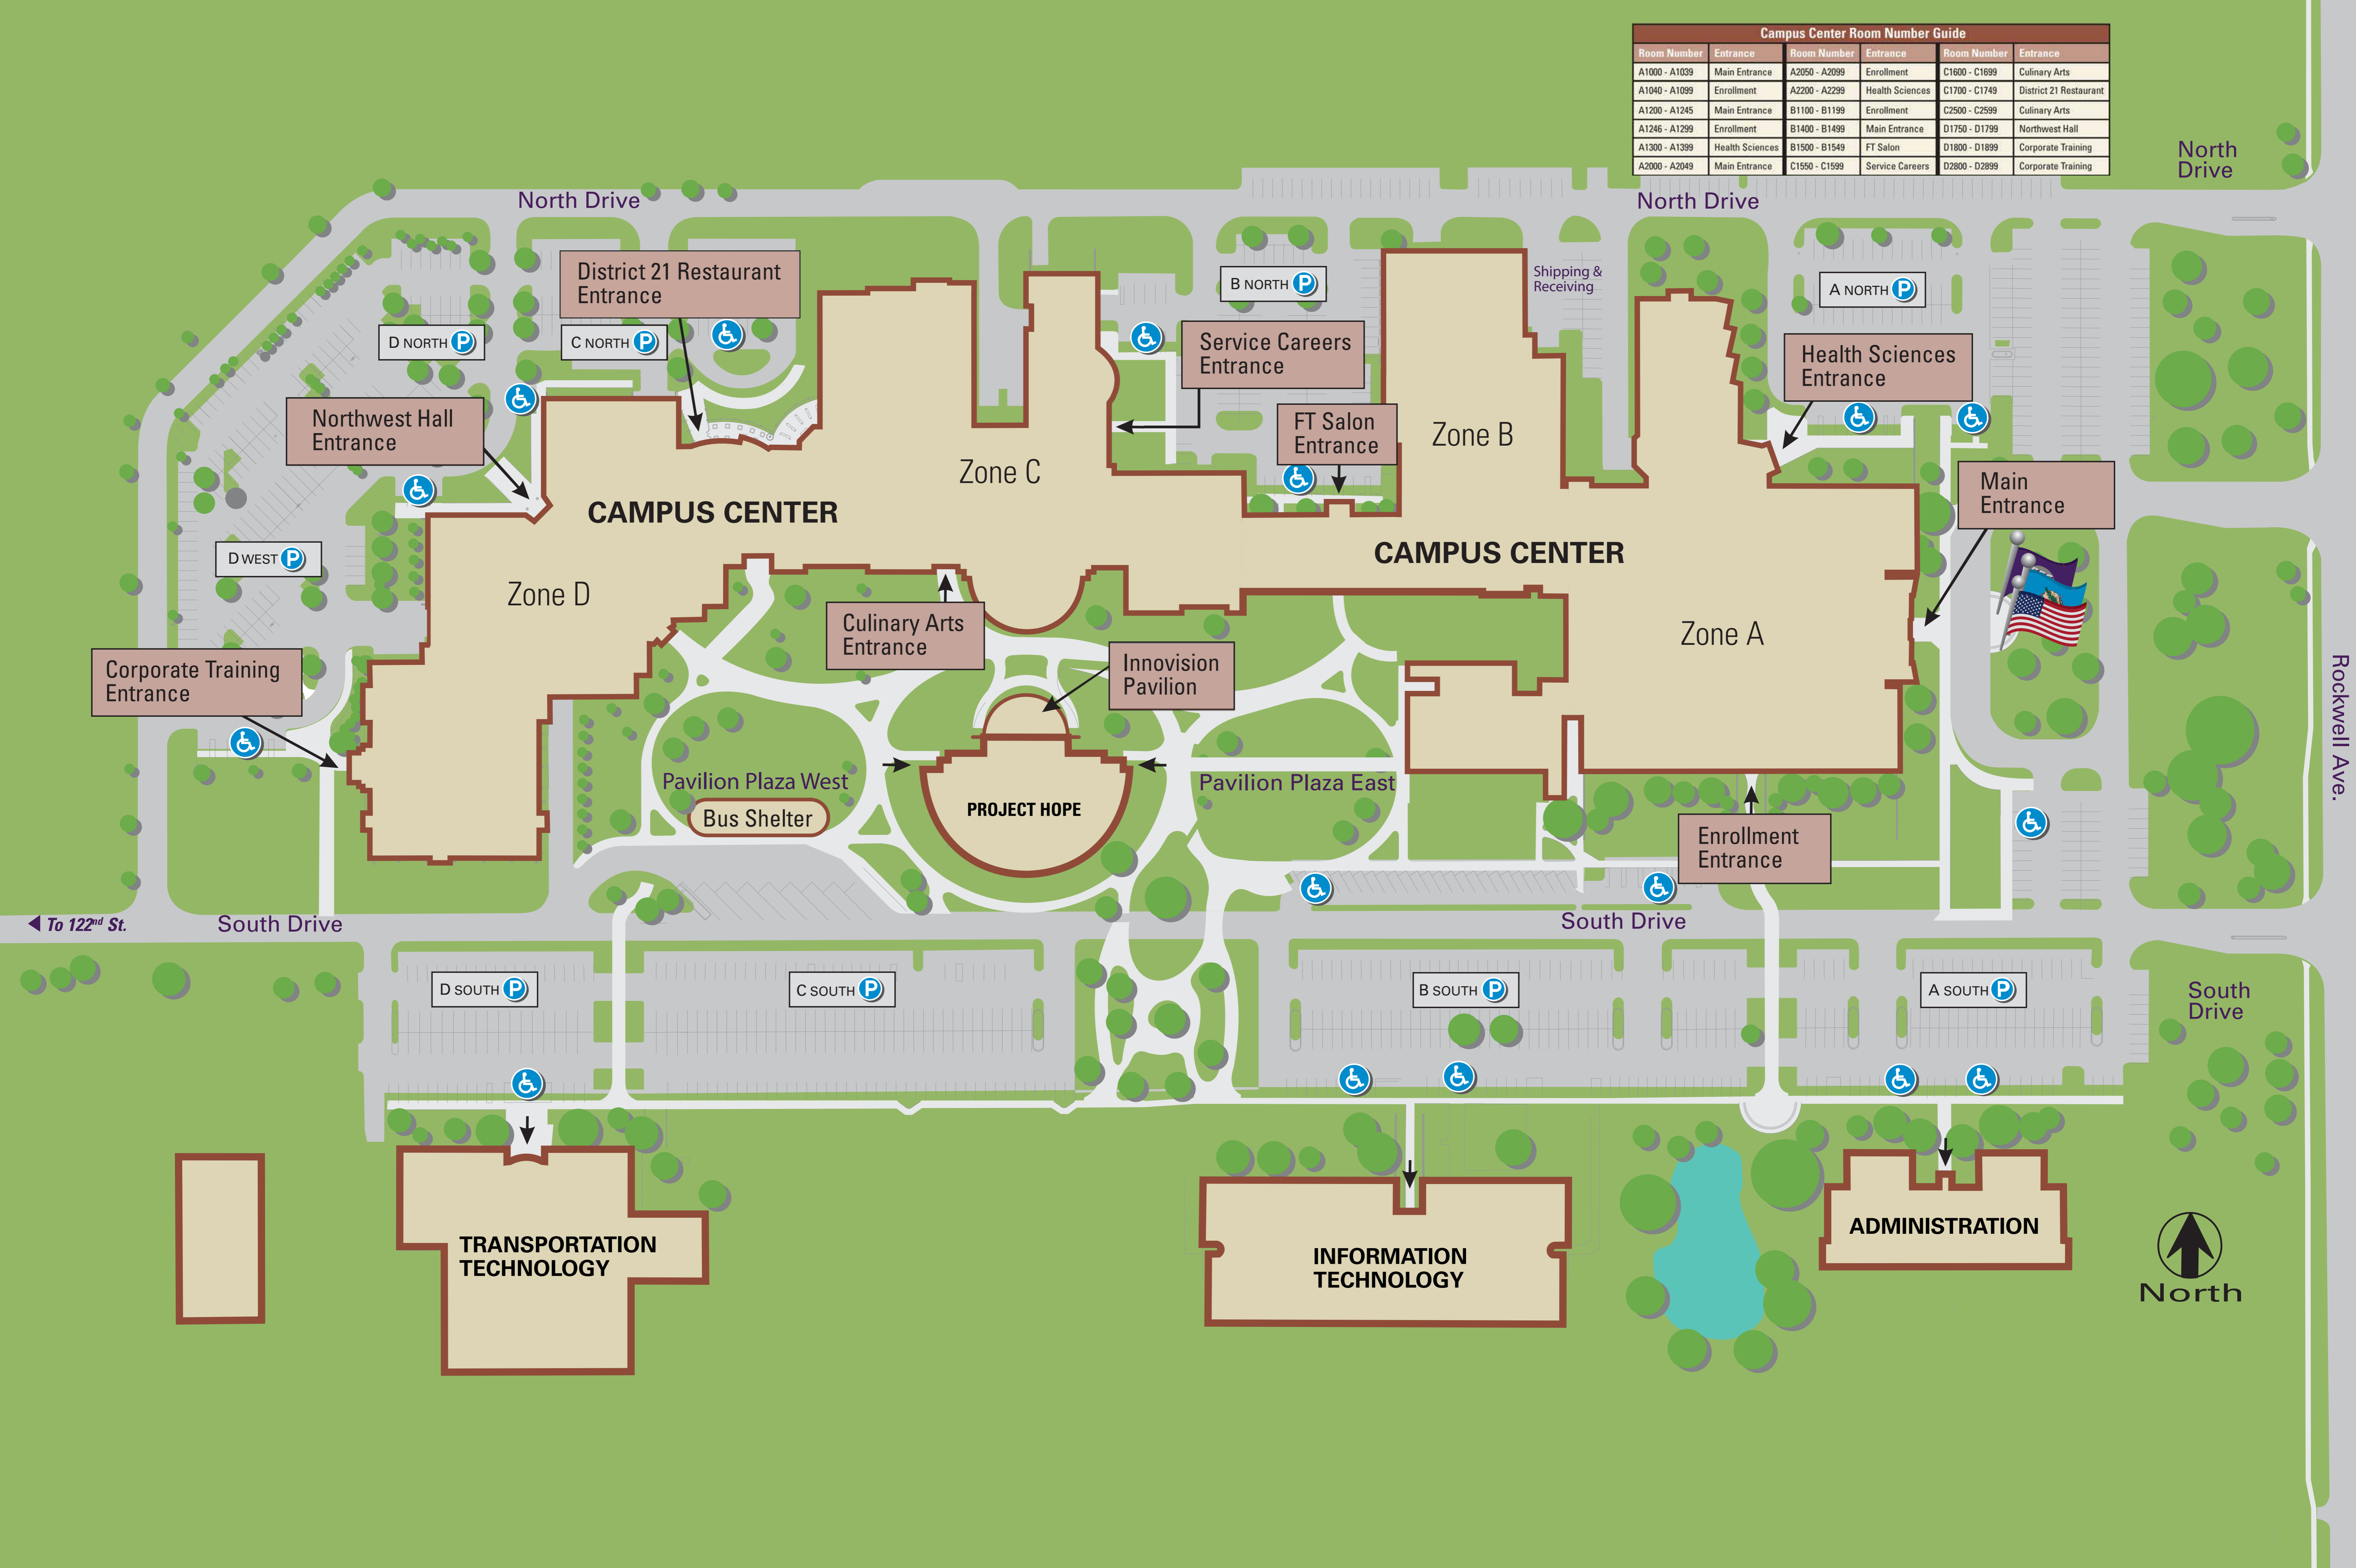 Campus Center Room Number Guide
Room Number Entrance Room Number Entrance Room Number Entrance
A1000 - A1039 Main Entrance A2050 - A2099 Enrollment C1600 - C1699 Culinary Arts
A1040 - A1099 Enrollment A2200 - A2299 Health Sciences C1700 - C1749 District 21 Restaurant
A1200 - A1245 Main Entrance B1100 - B1199 Enrollment C2500 - C2599 Culinary Arts
A1246 - A1299 Enrollment B1400 - B1499 Main Entrance D1750 - D1799 Northwest Hall
A1300 - A1399 Health Sciences B1500 - B1549 FT Salon D1800 - D1899 Corporate Training
A2000 - A2049 Main Entrance C1550 - C1599 Service Careers D2800 - D2899 Corporate Training
North
Drive
North Drive
North Drive
District 21 Restaurant
Entrance
Shipping &
Receiving
B NORTH P
A NORTH P
D NORTH P
C NORTH P
Service Careers
Entrance
Health Sciences
Entrance
Northwest Hall
Entrance
FT Salon
Entrance
Zone B
Zone C
Main
Entrance
CAMPUS CENTER
CAMPUS CENTER
D WEST P
Zone D
Culinary Arts
Entrance
Zone A
Innovision
Pavilion
Corporate Training
Entrance
Rockwell Ave.
Pavilion Plaza West
Bus Shelter
PROJECT HOPE
Pavilion Plaza East
Enrollment
Entrance
To 122nd St.
South Drive
South Drive
D SOUTH P
C SOUTH P
B SOUTH P
A SOUTH P
South
Drive
TRANSPORTATION
TECHNOLOGY
INFORMATION
TECHNOLOGY
ADMINISTRATION
North